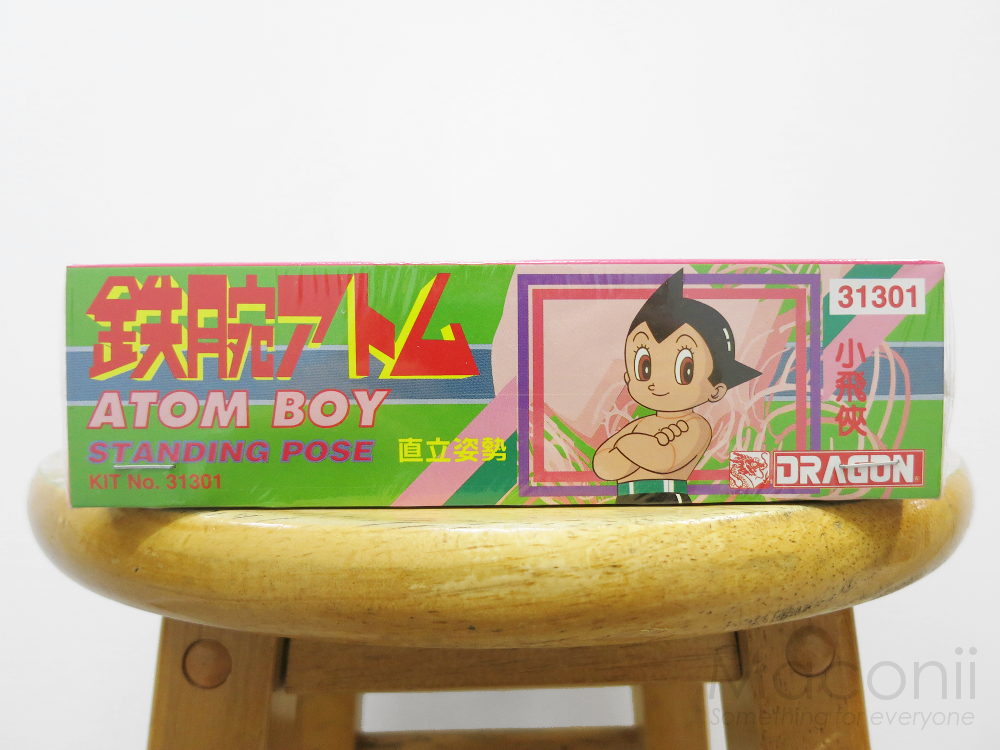 鉄腕アトム
ATOM BOY
STANDING POSE 直立姿勢
KIT No. 31301
31301
小飛俠
DRAGON
Maconii
Something for everyone